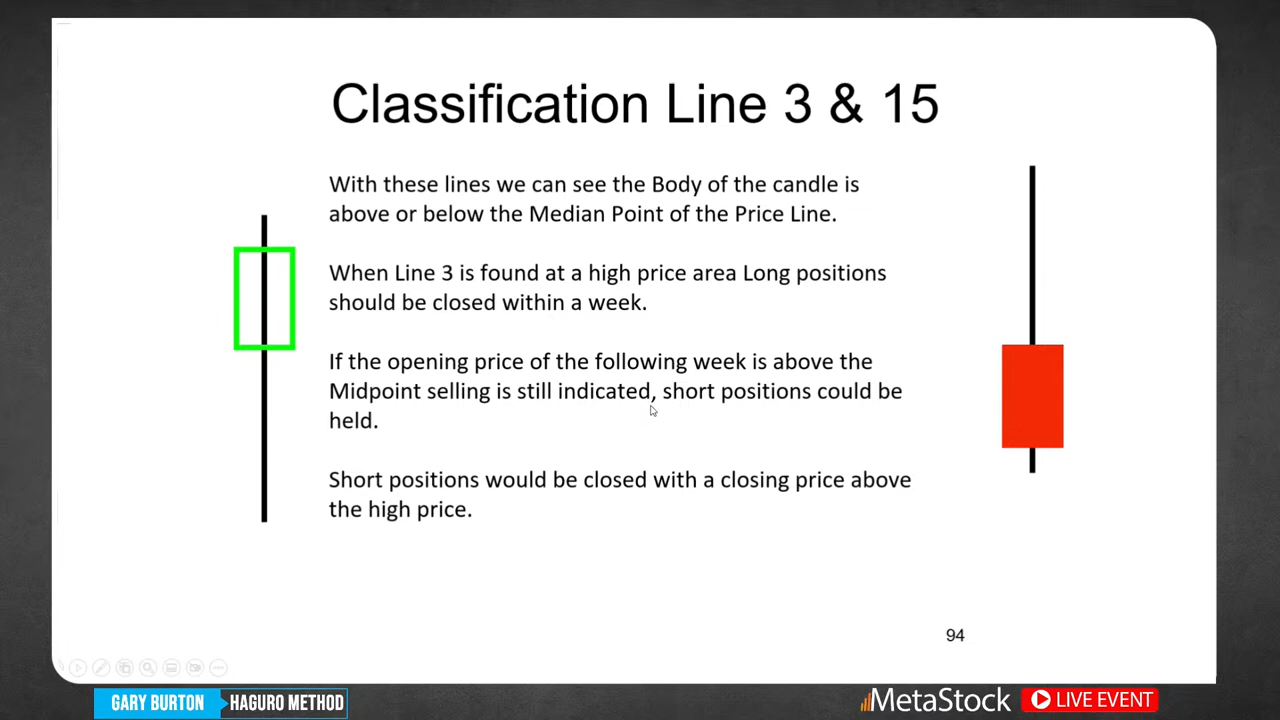 Classification Line 3 & 15
With these lines we can see the Body of the candle is
above or below the Median Point of the Price Line.
When Line 3 is found at a high price area Long positions
should be closed within a week.
If the opening price of the following week is above the
Midpoint selling is still indicated, short positions could be
held.
Short positions would be closed with a closing price above
the high price.
94
GARY BURTON
HAGURO METHOD
MetaStock
LIVE EVENT